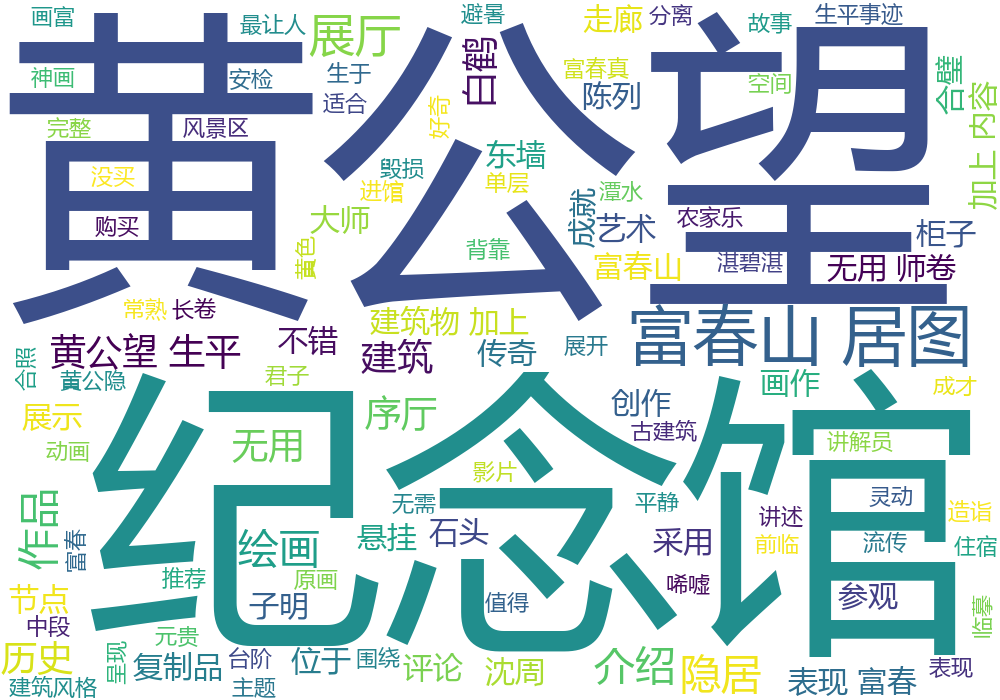 画富
最让人
展厅
避暑
走廊
分离
故事
生平事迹
黄公望
神画
安检
生于
适合
好奇
白鹤
富春真
陈列
空间
合璧
加上 内容
完整
风景区
没买
购买
毁损
进馆
东墙
单层
潭水
成就
艺术
农家乐
柜子
大师
黄色
背靠
富春山
湛碧湛
无用 师卷
常熟
长卷
建筑物 加上
富春山 居图
黄公望 生平
不错
建筑
传奇
展开
合照
黄公隐
君子
画作
成才
纪念馆
展示
序厅
创作
古建筑
讲解员
动画
无用
影片
作品
无需
平静
灵动
造诣
富春
绘画
悬挂
石头
采用
讲述
前临
流传
住宿
推荐
原画
唏嘘
节点
子明
值得
参观
临摹
中段
元贵
历史
呈现
复制品
台阶
位于
围绕
评论
沈周
介绍
隐居
表现
建筑风格
主题
表现 富春